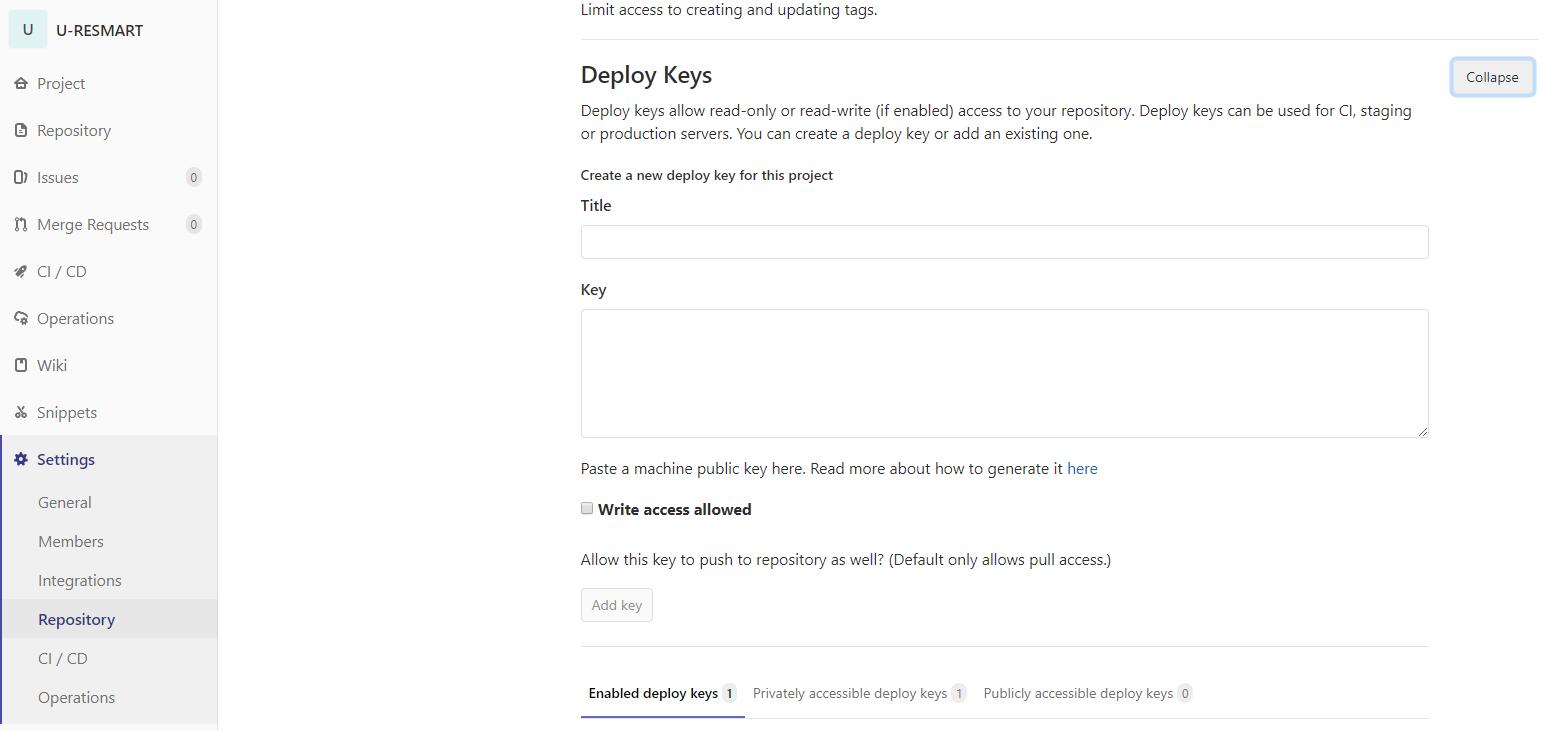 U
U-RESMART
Project
Repository
Issues 0
Merge Requests 0
CI / CD
Operations
Wiki
Snippets
Settings
General
Members
Integrations
Repository
CI / CD
Operations
Limit access to creating and updating tags.
Deploy Keys
Collapse
Deploy keys allow read-only or read-write (if enabled) access to your repository. Deploy keys can be used for CI, staging
or production servers. You can create a deploy key or add an existing one.
Create a new deploy key for this project
Title
Key
Paste a machine public key here. Read more about how to generate it here
Write access allowed
Allow this key to push to repository as well? (Default only allows pull access.)
Add key
Enabled deploy keys 1 Privately accessible deploy keys 1 Publicly accessible deploy keys 0